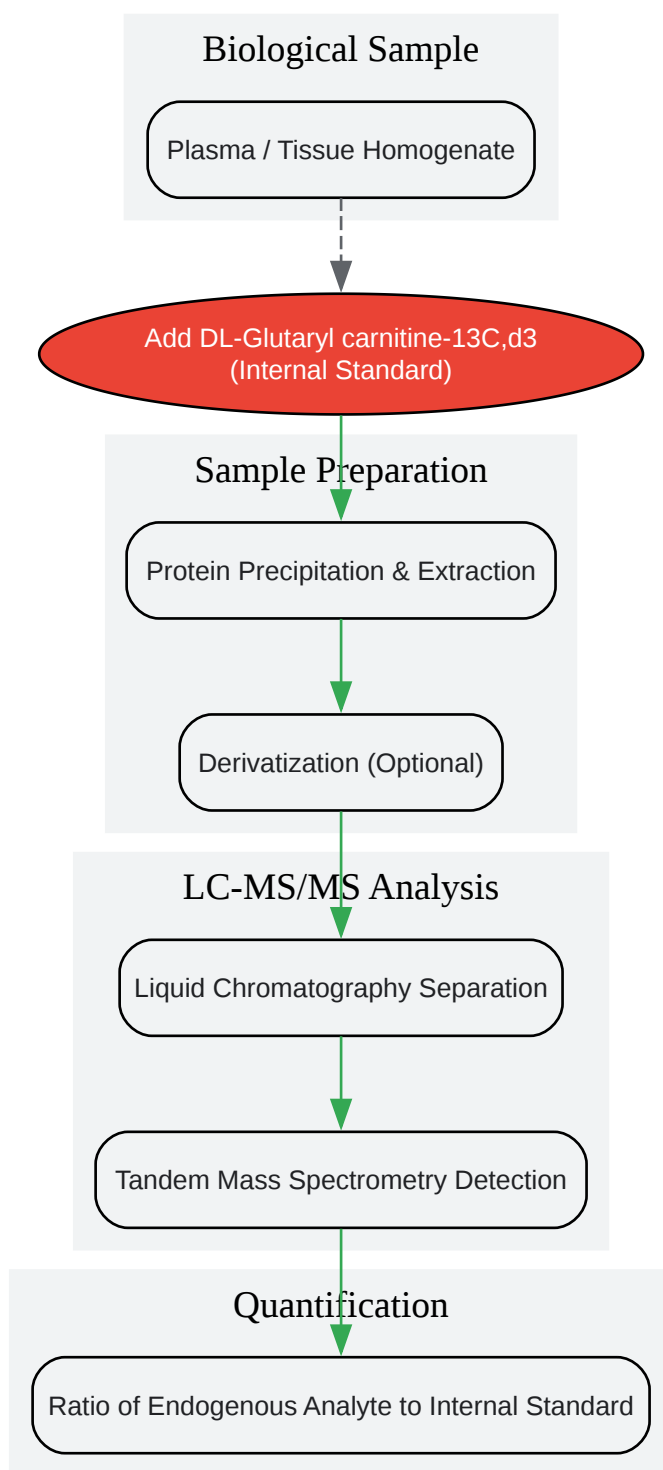 Biological Sample
Plasma / Tissue Homogenate
Add DL-Glutaryl carnitine-13C,d3
(Internal Standard)
Sample Preparation
Protein Precipitation & Extraction
Derivatization (Optional)
LC-MS/MS Analysis
Liquid Chromatography Separation
Tandem Mass Spectrometry Detection
Quantification
Ratio of Endogenous Analyte to Internal Standard